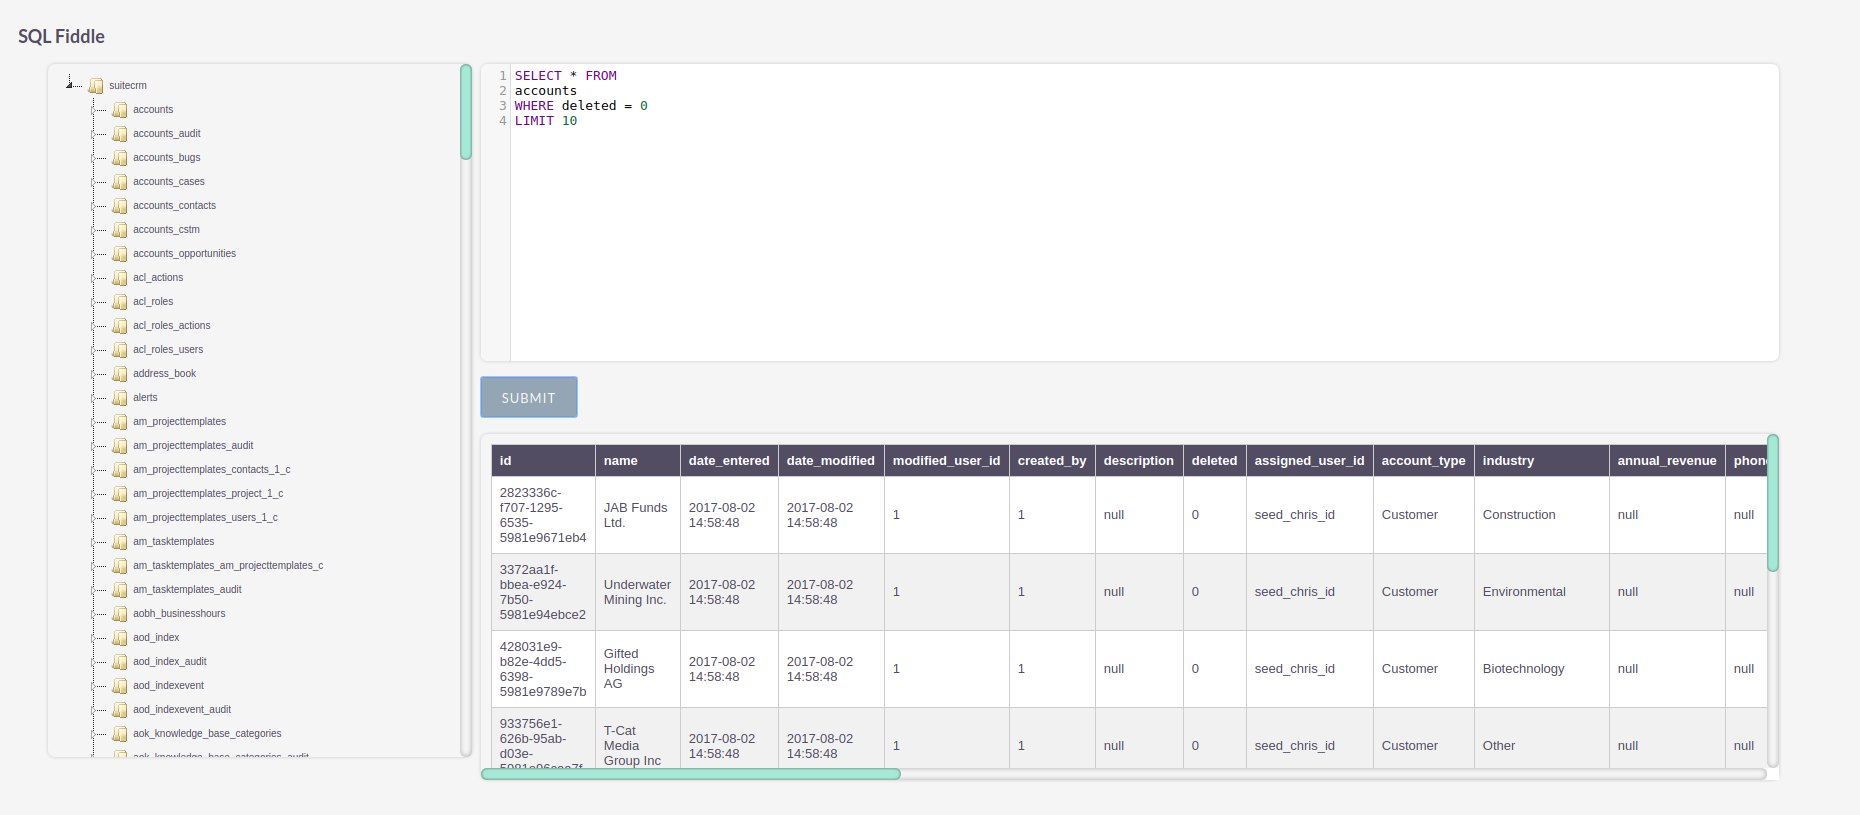 SQL Fiddle
suitecrm
accounts
accounts_audit
accounts_bugs
accounts_cases
accounts_contacts
accounts_cstm
accounts_opportunities
acl_actions
acl_roles
acl_roles_actions
acl_roles_users
address_book
alerts
am_projecttemplates
am_projecttemplates_audit
am_projecttemplates_contacts_1_c
am_projecttemplates_project_1_c
am_projecttemplates_users_1_c
am_tasktemplates
am_tasktemplates_am_projecttemplates_c
am_tasktemplates_audit
aobh_businesshours
aod_index
aod_index_audit
aod_indexevent
aod_indexevent_audit
aok_knowledge_base_categories
aok_knowledge_base_categories_audit
1 SELECT * FROM
2 accounts
3 WHERE deleted = 0
4 LIMIT 10
SUBMIT
id name date_entered date_modified modified_user_id created_by description deleted assigned_user_id account_type industry annual_revenue phon
2823336c-
f707-1295-
6535-
5981e9671eb4
JAB Funds
Ltd.
2017-08-02
14:58:48
2017-08-02
14:58:48
1 1 null 0 seed_chris_id Customer Construction null null
3372aa1f-
bbea-e924-
7b50-
5981e94ebce2
Underwater
Mining Inc.
2017-08-02
14:58:48
2017-08-02
14:58:48
1 1 null 0 seed_chris_id Customer Environmental null null
428031e9-
b82e-4dd5-
6398-
5981e9789e7b
Gifted
Holdings
AG
2017-08-02
14:58:48
2017-08-02
14:58:48
1 1 null 0 seed_chris_id Customer Biotechnology null null
933756e1-
626b-95ab-
d03e-
T-Cat
Media
Group Inc
2017-08-02
14:58:48
2017-08-02
14:58:48
1 1 null 0 seed_chris_id Customer Other null null